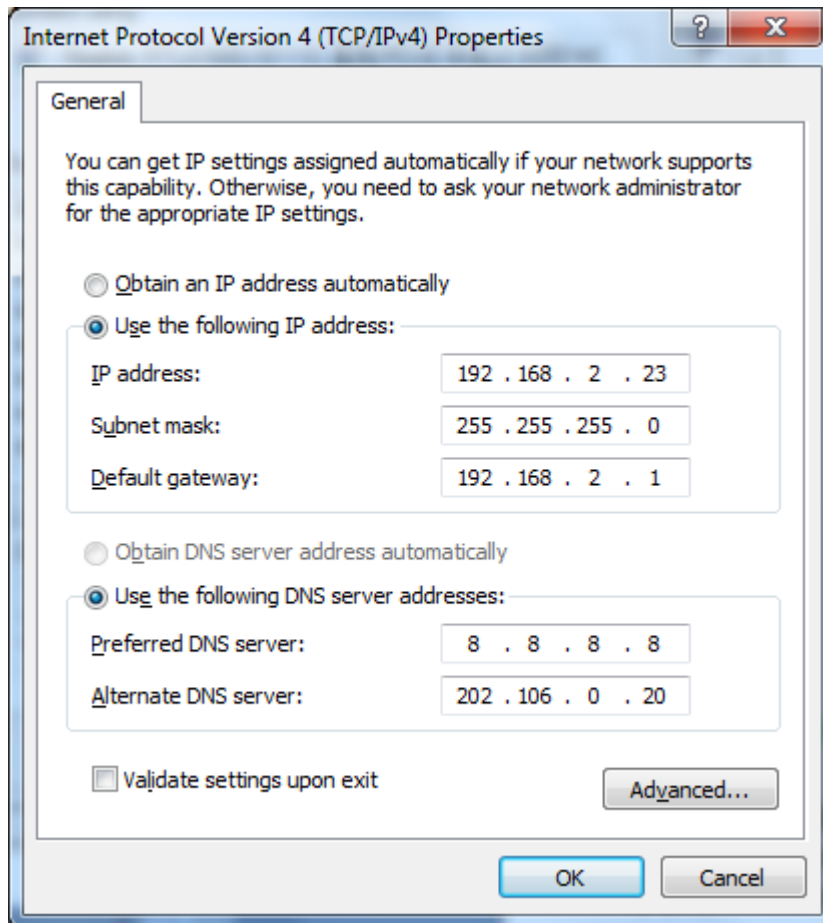 Internet Protocol Version 4 (TCP/IPv4) Properties
?
X
General
You can get IP settings assigned automatically if your network supports
this capability. Otherwise, you need to ask your network administrator
for the appropriate IP settings.
Obtain an IP address automatically
Use the following IP address:
IP address: 192 . 168 . 2 . 23
Subnet mask: 255 . 255 . 255 . 0
Default gateway: 192 . 168 . 2 . 1
Obtain DNS server address automatically
Use the following DNS server addresses:
Preferred DNS server: 8 . 8 . 8 . 8
Alternate DNS server: 202 . 106 . 0 . 20
Validate settings upon exit
Advanced...
OK Cancel